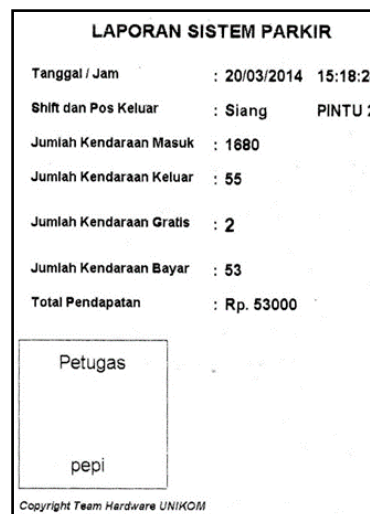 LAPORAN SISTEM PARKIR
Tanggal / Jam : 20/03/2014 15:18:2
Shift dan Pos Keluar : Siang PINTU 2
Jumlah Kendaraan Masuk : 1680
Jumlah Kendaraan Keluar : 55
Jumlah Kendaraan Gratis : 2
Jumlah Kendaraan Bayar : 53
Total Pendapatan : Rp. 53000
Petugas
pepi
Copyright Team Hardware UNIKOM